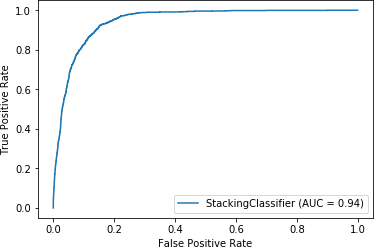 1.0
0.8
0.6
0.4
0.2
0.0
True Positive Rate
StackingClassifier (AUC = 0.94)
0.0 0.2 0.4 0.6 0.8 1.0
False Positive Rate